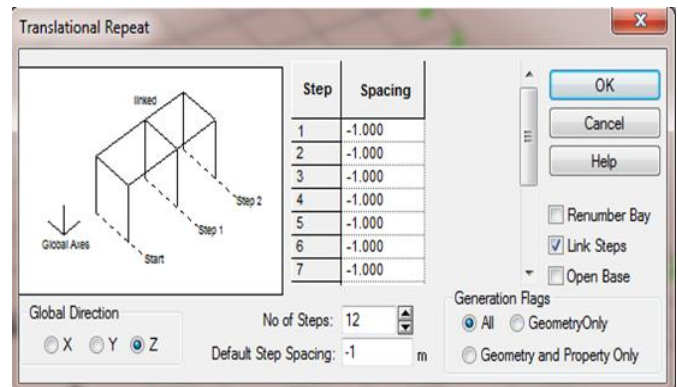 Translational Repeat
X
linked
Step 2
Step 1
Start
Global Axes
Step Spacing
1 -1.000
2 -1.000
3 -1.000
4 -1.000
5 -1.000
6 -1.000
7 -1.000
OK
Cancel
Help
Renumber Bay
Link Steps
Open Base
Global Direction
X Y Z
No of Steps: 12
Default Step Spacing: -1 m
Generation Flags
All GeometryOnly
Geometry and Property Only